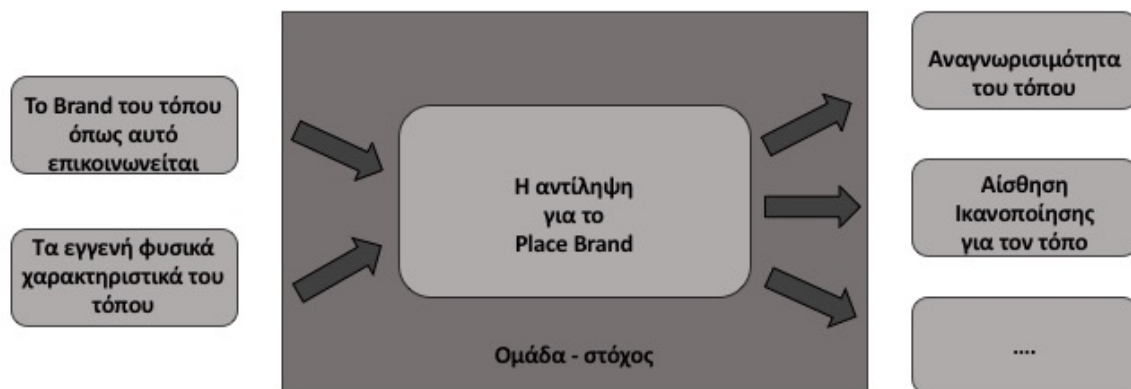 Το Brand του τόπου
όπως αυτό
επικοινωνείται
Τα εγγενή φυσικά
χαρακτηριστικά του
τόπου
Η αντίληψη
για το
Place Brand
Ομάδα - στόχος
Αναγνωρισιμότητα
του τόπου
Αίσθηση
Ικανοποίησης
για τον τόπο
....